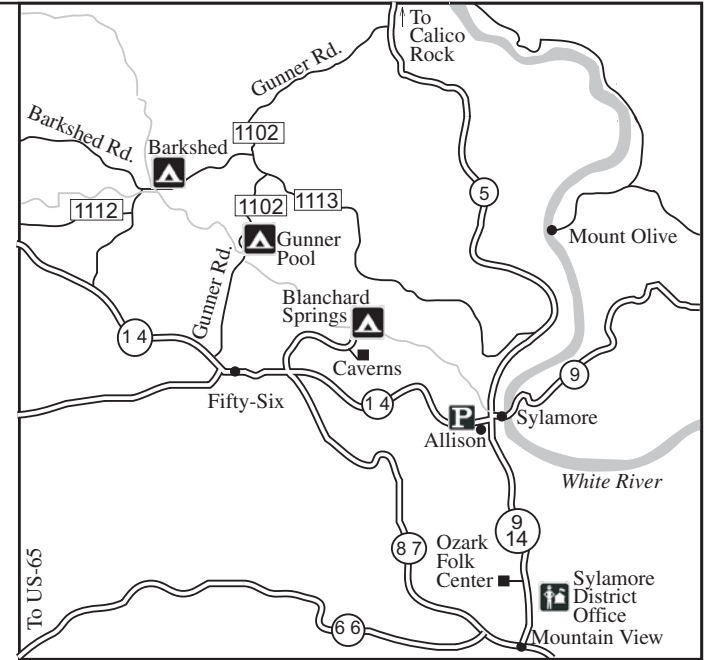 To
Calico
Rock
Gunner Rd.
Barkshed Rd.
1102
Barkshed
5
1112
1102
1113
Mount Olive
Gunner
Pool
Gunner Rd.
Blanchard
Springs
14
Caverns
9
Fifty-Six
14
P
Sylamore
Allison
White River
9
14
87
Ozark
Folk
Center
Sylamore
District
Office
To US-65
66
Mountain View